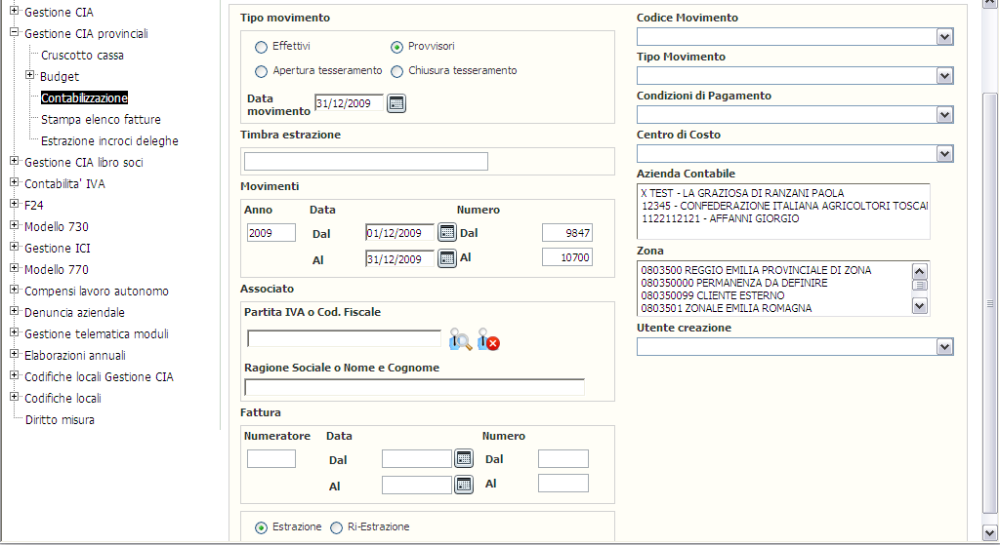 Gestione CIA
Gestione CIA provinciali
Cruscotto cassa
Budget
Contabilizzazione
Stampa elenco fatture
Estrazione incroci deleghe
Gestione CIA libro soci
Contabilita' IVA
F24
Modello 730
Gestione ICI
Modello 770
Compensi lavoro autonomo
Denuncia aziendale
Gestione telematica moduli
Elaborazioni annuali
Codifiche locali Gestione CIA
Codifiche locali
Diritto misura
Tipo movimento
Effettivi Provvisori
Apertura tesseramento Chiusura tesseramento
Data movimento 31/12/2009
Timbra estrazione
Movimenti
Anno Data Numero
2009 Dal 01/12/2009 Dal 9847
Al 31/12/2009 Al 10700
Associato
Partita IVA o Cod. Fiscale
Ragione Sociale o Nome e Cognome
Fattura
Numeratore Data Numero
Dal Dal
Al Al
Estrazione Ri-Estrazione
Codice Movimento
Tipo Movimento
Condizioni di Pagamento
Centro di Costo
Azienda Contabile
X TEST - LA GRAZIOSA DI RANZANI PAOLA
12345 - CONFEDERAZIONE ITALIANA AGRICOLTORI TOSCAN
1122112121 - AFFANNI GIORGIO
Zona
0803500 REGGIO EMILIA PROVINCIALE DI ZONA
080350000 PERMANENZA DA DEFINIRE
080350099 CLIENTE ESTERNO
0803501 ZONALE EMILIA ROMAGNA
Utente creazione